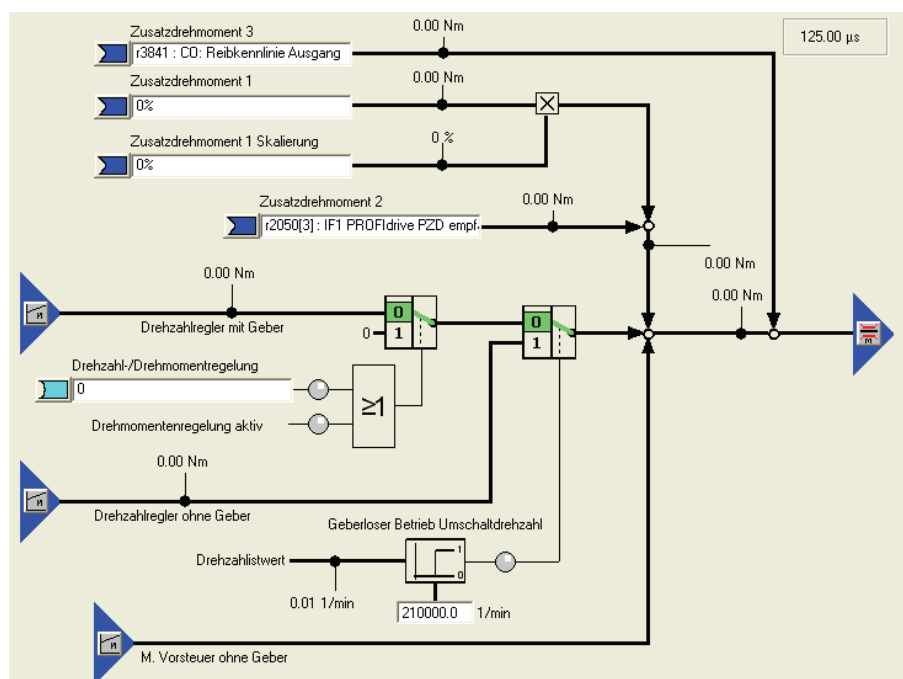 Zusatzdrehmoment 3
0.00 Nm
125.00 µs
r3841 : CO: Reibkennlinie Ausgang
Zusatzdrehmoment 1
0.00 Nm
0%
Zusatzdrehmoment 1 Skalierung
0 %
0%
Zusatzdrehmoment 2
0.00 Nm
r2050[3] : IF1 PROFIdrive PZD empf.
0.00 Nm
0.00 Nm
0.00 Nm
0
1
0
Drehzahlregler mit Geber
0
1
M
Drehzahl-/Drehmomentregelung
0
≥1
Drehmomentenregelung aktiv
0.00 Nm
Drehzahlregler ohne Geber
Geberloser Betrieb Umschaltdrehzahl
Drehzahlistwert
1
0
0.01 1/min
210000.0 1/min
M. Vorsteuer ohne Geber